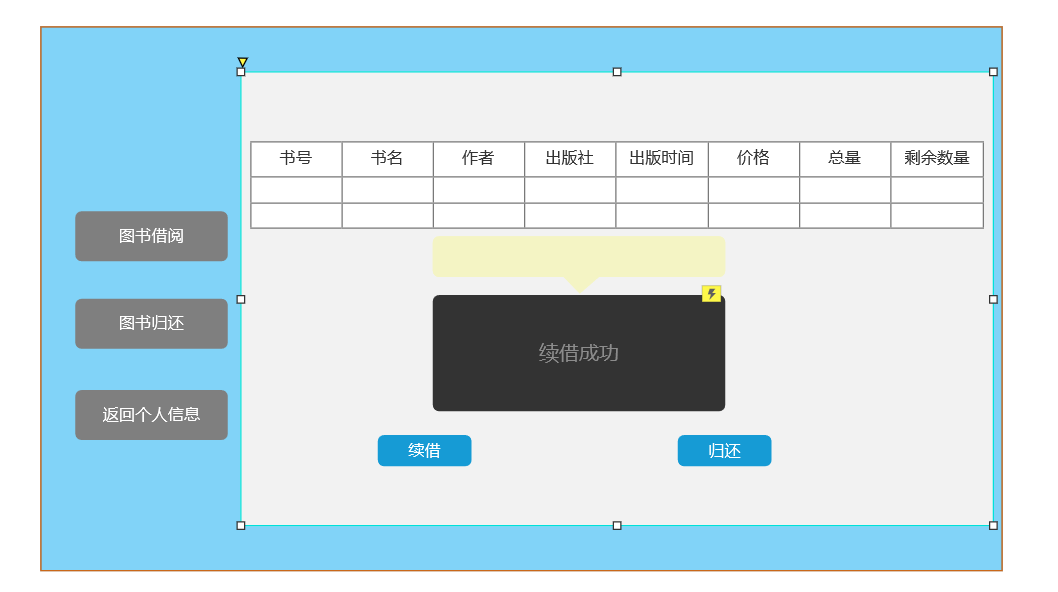 书号 书名 作者 出版社 出版时间 价格 总量 剩余数量
图书借阅
图书归还
返回个人信息
续借成功
续借 归还